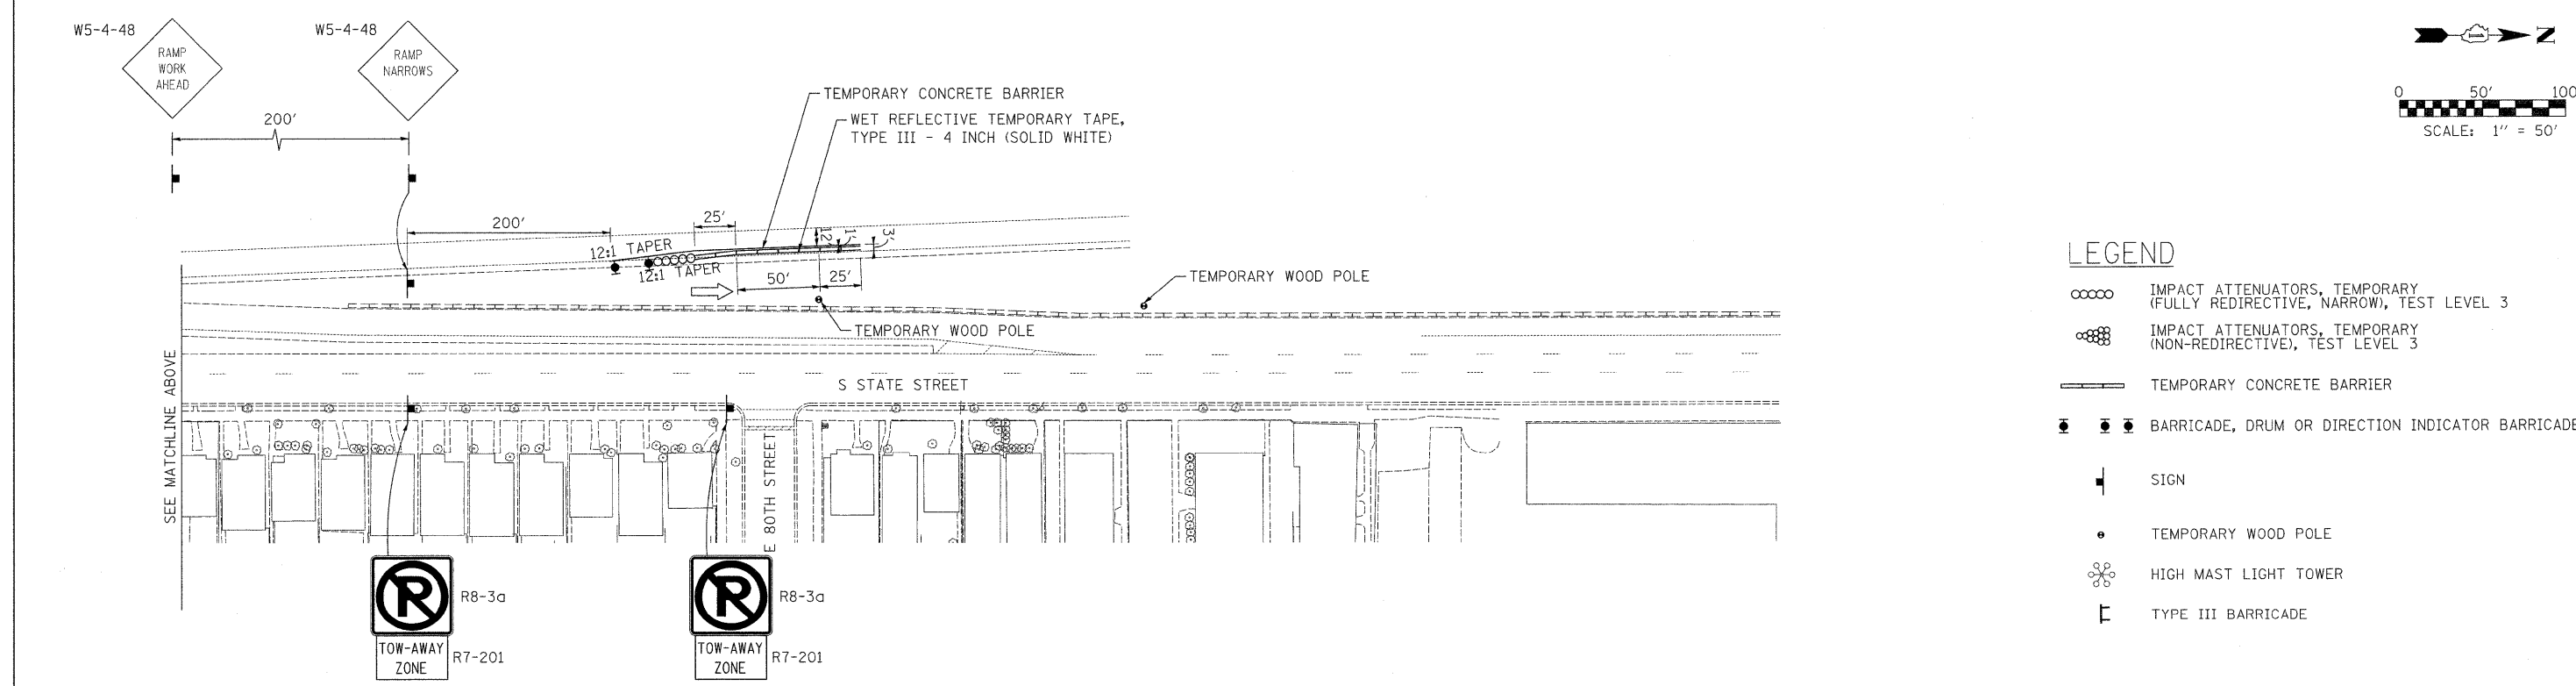 W5-4-48
RAMP
WORK
AHEAD
W5-4-48
RAMP
NARROWS
200'
TEMPORARY CONCRETE BARRIER
WET REFLECTIVE TEMPORARY TAPE,
TYPE III - 4 INCH (SOLID WHITE)
200'
25'
12:1 TAPER
12:1 TAPER
12'
1'
3'
50'
25'
TEMPORARY WOOD POLE
TEMPORARY WOOD POLE
SEE MATCHLINE ABOVE
S STATE STREET
E 80TH STREET
R8-3a
TOW-AWAY
ZONE
R7-201
R8-3a
TOW-AWAY
ZONE
R7-201
N
0 50' 100
SCALE: 1" = 50'
LEGEND
IMPACT ATTENUATORS, TEMPORARY
(FULLY REDIRECTIVE, NARROW), TEST LEVEL 3
IMPACT ATTENUATORS, TEMPORARY
(NON-REDIRECTIVE), TEST LEVEL 3
TEMPORARY CONCRETE BARRIER
BARRICADE, DRUM OR DIRECTION INDICATOR BARRICADE
SIGN
TEMPORARY WOOD POLE
HIGH MAST LIGHT TOWER
TYPE III BARRICADE